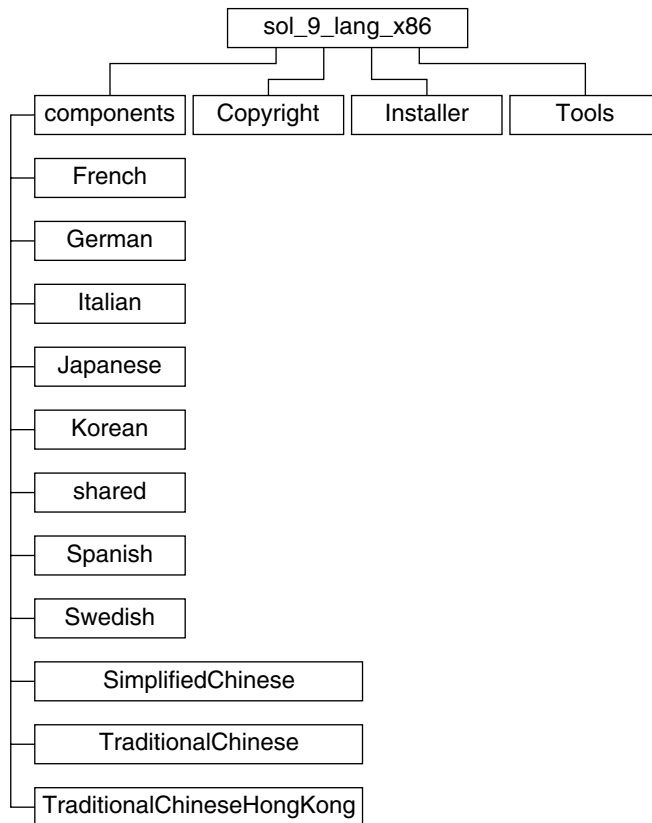 sol_9_lang_x86
components
Copyright
Installer
Tools
French
German
Italian
Japanese
Korean
shared
Spanish
Swedish
SimplifiedChinese
TraditionalChinese
TraditionalChineseHongKong